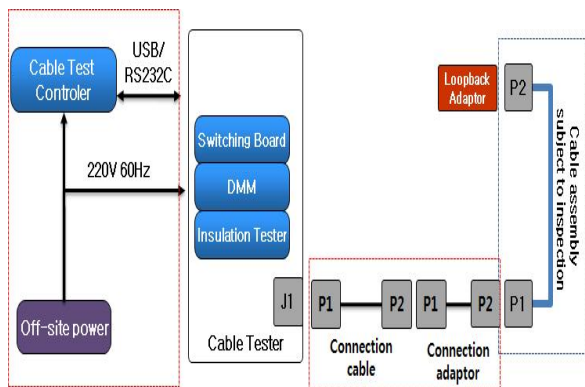 USB/
RS232C
Cable Test
Controler
Loopback
Adaptor
P2
Cable assembly
subject to inspection
Switching Board
220V 60Hz
DMM
Insulation Tester
J1
P1
P2
P1
P2
P1
Off-site power
Cable Tester
Connection
cable
Connection
adaptor